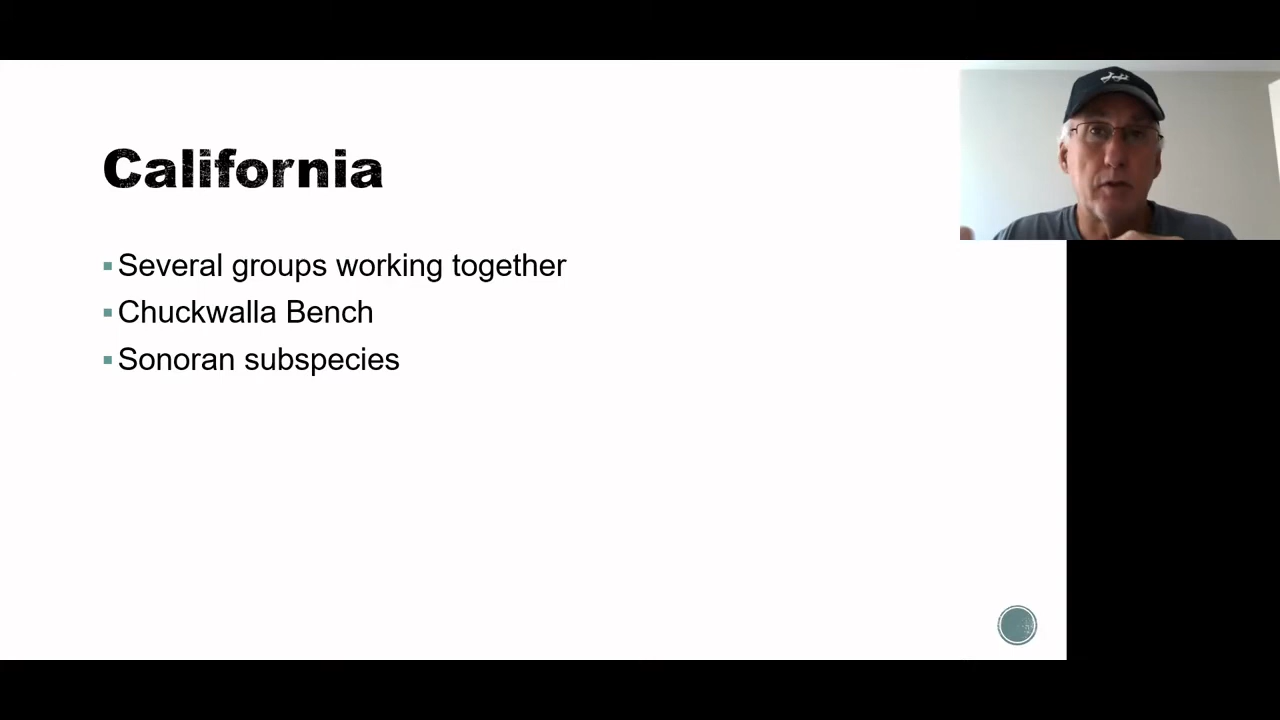 California
Several groups working together
Chuckwalla Bench
Sonoran subspecies